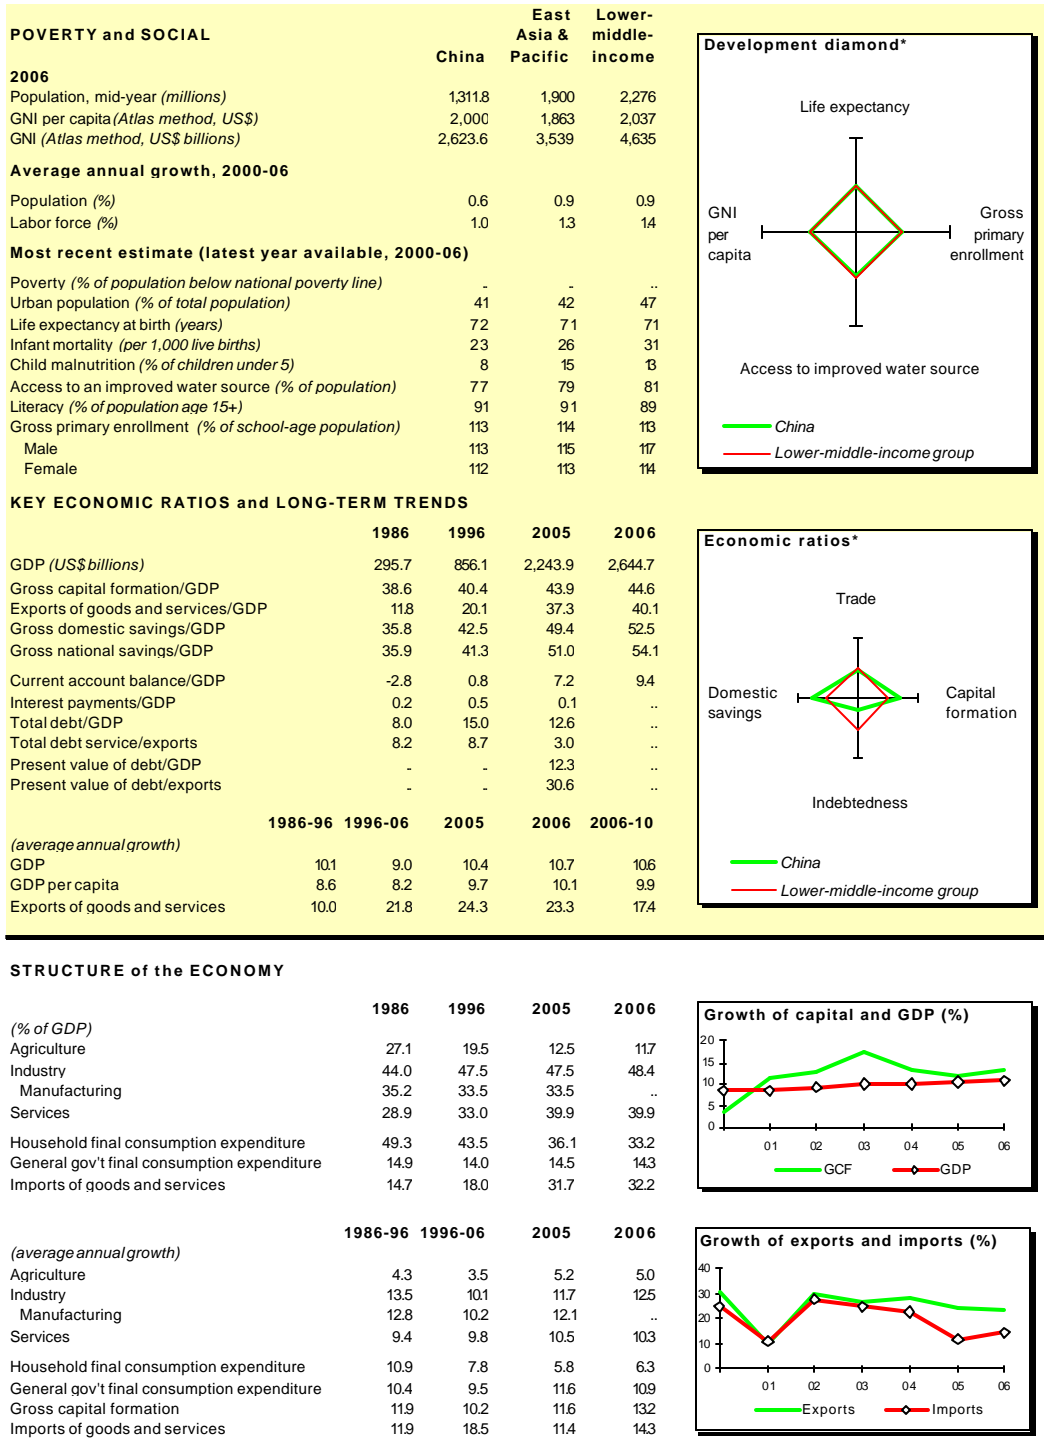 POVERTY and SOCIAL China East Asia & Pacific Lower-middle-income
2006
Population, mid-year (millions) 1,311.8 1,900 2,276
GNI per capita (Atlas method, US$) 2,000 1,863 2,037
GNI (Atlas method, US$ billions) 2,623.6 3,539 4,635
Average annual growth, 2000-06
Population (%) 0.6 0.9 0.9
Labor force (%) 1.0 1.3 1.4
Most recent estimate (latest year available, 2000-06)
Poverty (% of population below national poverty line) .. .. ..
Urban population (% of total population) 41 42 47
Life expectancy at birth (years) 72 71 71
Infant mortality (per 1,000 live births) 23 26 31
Child malnutrition (% of children under 5) 8 15 13
Access to an improved water source (% of population) 77 79 81
Literacy (% of population age 15+) 91 91 89
Gross primary enrollment (% of school-age population) 113 114 113
Male 113 115 117
Female 112 113 114
Development diamond*
Life expectancy
GNI per capita
Gross primary enrollment
Access to improved water source
China
Lower-middle-income group
KEY ECONOMIC RATIOS and LONG-TERM TRENDS
1986 1996 2005 2006
GDP (US$ billions) 295.7 856.1 2,243.9 2,644.7
Gross capital formation/GDP 38.6 40.4 43.9 44.6
Exports of goods and services/GDP 11.8 20.1 37.3 40.1
Gross domestic savings/GDP 35.8 42.5 49.4 52.5
Gross national savings/GDP 35.9 41.3 51.0 54.1
Current account balance/GDP -2.8 0.8 7.2 9.4
Interest payments/GDP 0.2 0.5 0.1 ..
Total debt/GDP 8.0 15.0 12.6 ..
Total debt service/exports 8.2 8.7 3.0 ..
Present value of debt/GDP .. .. 12.3 ..
Present value of debt/exports .. .. 30.6 ..
1986-96 1996-06 2005 2006 2006-10
(average annual growth)
GDP 10.1 9.0 10.4 10.7 10.6
GDP per capita 8.6 8.2 9.7 10.1 9.9
Exports of goods and services 10.0 21.8 24.3 23.3 17.4
Economic ratios*
Trade
Domestic savings
Capital formation
Indebtedness
China
Lower-middle-income group
STRUCTURE of the ECONOMY
1986 1996 2005 2006
(% of GDP)
Agriculture 27.1 19.5 12.5 11.7
Industry 44.0 47.5 47.5 48.4
Manufacturing 35.2 33.5 33.5 ..
Services 28.9 33.0 39.9 39.9
Household final consumption expenditure 49.3 43.5 36.1 33.2
General gov't final consumption expenditure 14.9 14.0 14.5 14.3
Imports of goods and services 14.7 18.0 31.7 32.2
Growth of capital and GDP (%)
20
15
10
5
0
01 02 03 04 05 06
GCF GDP
1986-96 1996-06 2005 2006
(average annual growth)
Agriculture 4.3 3.5 5.2 5.0
Industry 13.5 10.1 11.7 12.5
Manufacturing 12.8 10.2 12.1 ..
Services 9.4 9.8 10.5 10.3
Household final consumption expenditure 10.9 7.8 5.8 6.3
General gov't final consumption expenditure 10.4 9.5 11.6 10.9
Gross capital formation 11.9 10.2 11.6 13.2
Imports of goods and services 11.9 18.5 11.4 14.3
Growth of exports and imports (%)
40
30
20
10
0
01 02 03 04 05 06
Exports Imports